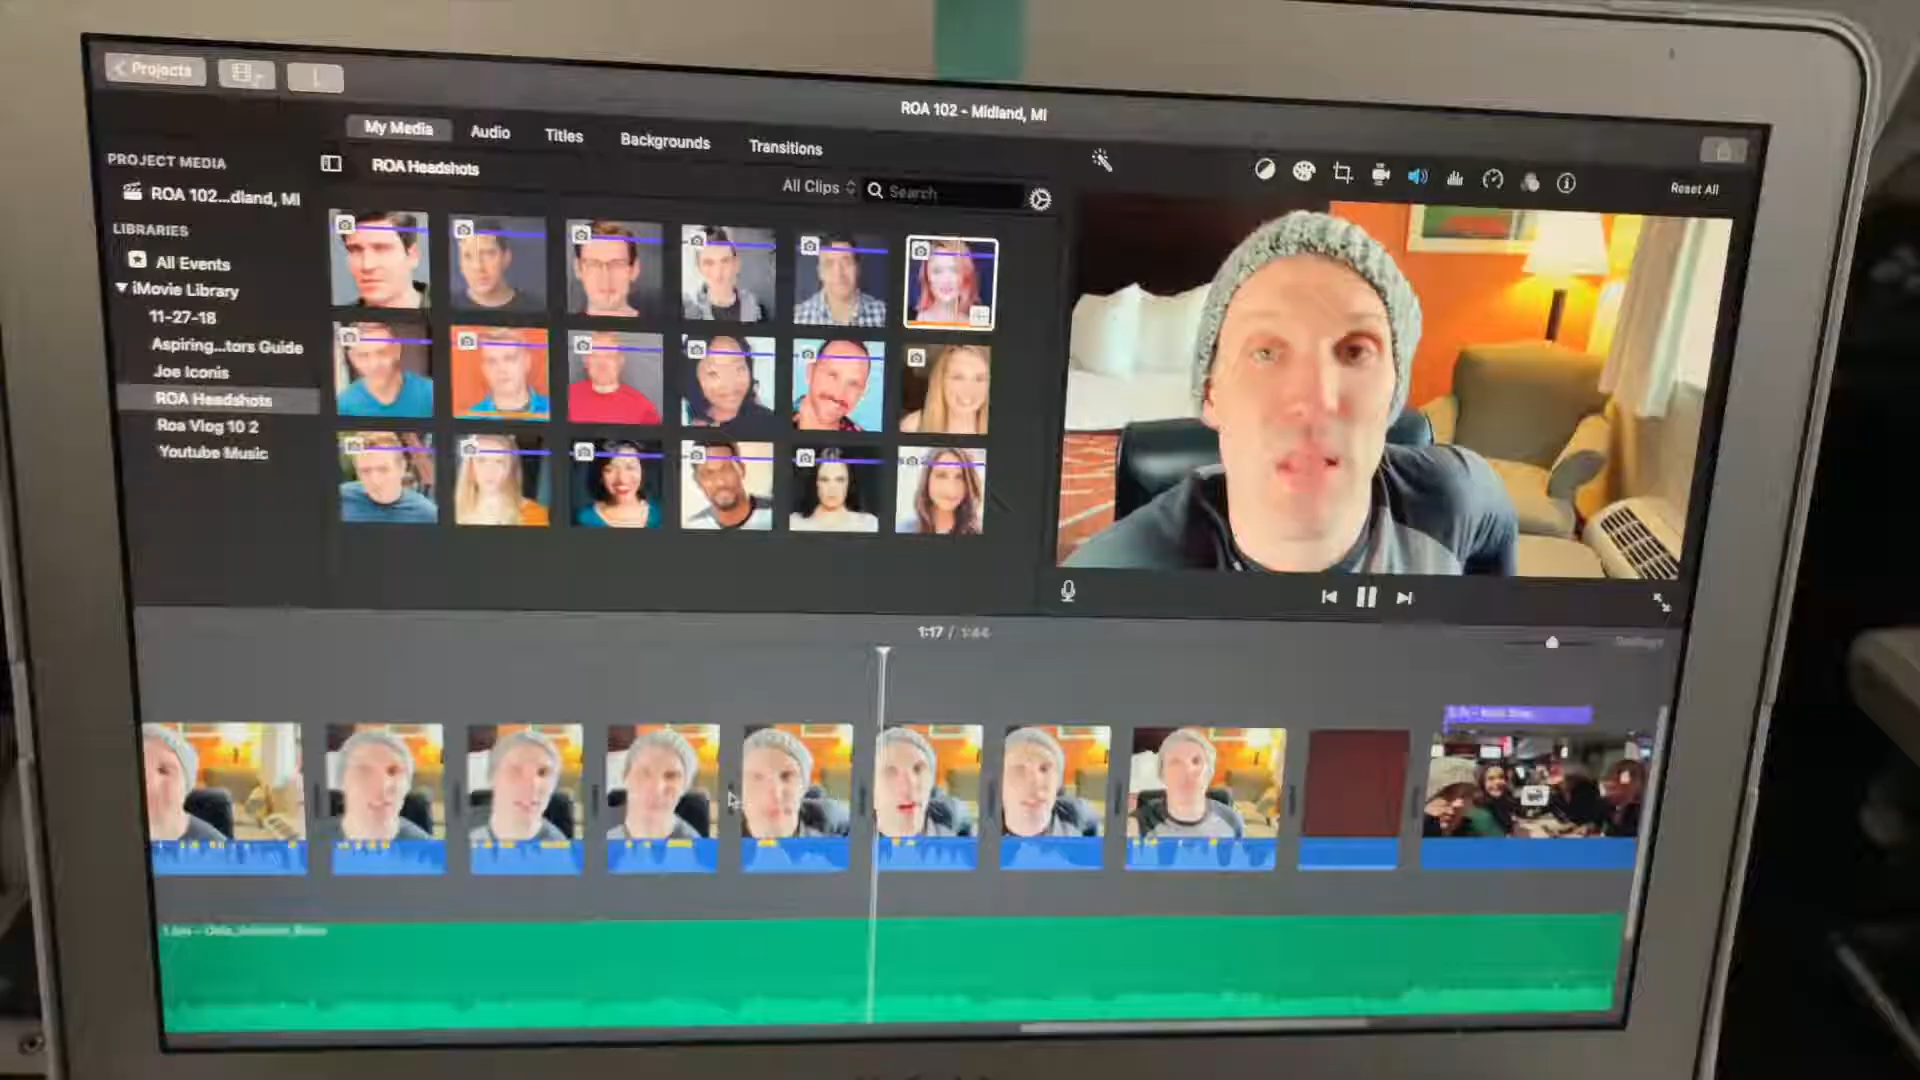 Projects
ROA 102 - Midland, MI
My Media
Audio
Titles
Backgrounds
Transitions
PROJECT MEDIA
ROA 102...dland, MI
LIBRARIES
All Events
iMovie Library
11-27-18
Aspiring...tors Guide
Joe Iconis
ROA Headshots
Roa Vlog 10 2
Youtube Music
ROA Headshots
All Clips
Search
Reset All
1:17 / 1:44
Settings